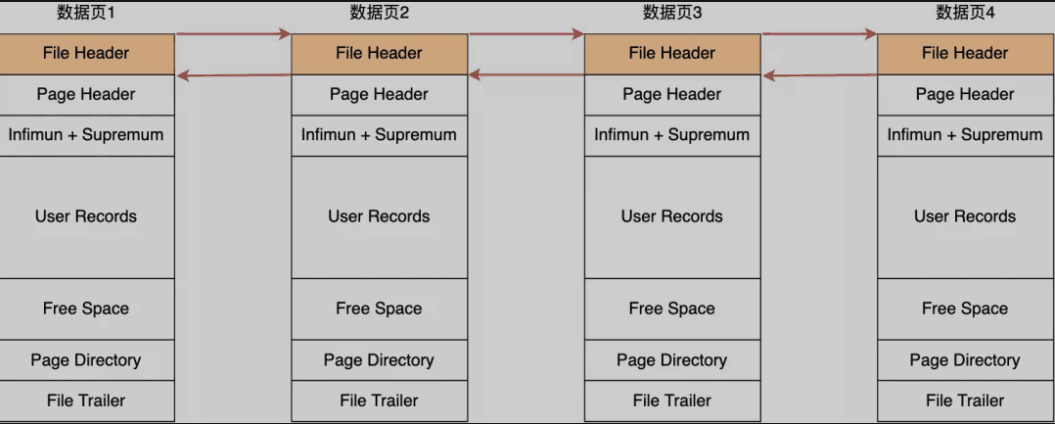 数据页1
数据页2
数据页3
数据页4
File Header
File Header
File Header
File Header
Page Header
Page Header
Page Header
Page Header
Infimun + Supremum
Infimun + Supremum
Infimun + Supremum
Infimun + Supremum
User Records
User Records
User Records
User Records
Free Space
Free Space
Free Space
Free Space
Page Directory
Page Directory
Page Directory
Page Directory
File Trailer
File Trailer
File Trailer
File Trailer